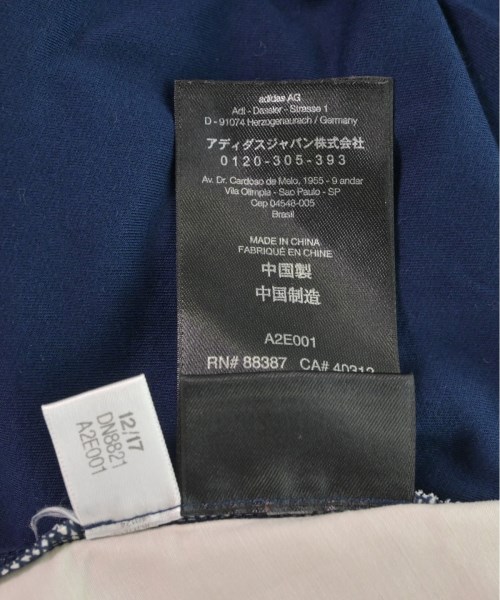 adidas AG
Adi - Dassler - Strasse 1
D - 91074 Herzogenaurach / Germany
アディダスジャパン株式会社
0120-305-393
Av. Dr. Cardoso de Melo, 1955 - 9 andar
Vila Olimpia - Sao Paulo - SP
Cep 04548-005
Brasil
MADE IN CHINA
FABRIQUÉ EN CHINE
中国製
中国制造
A2E001
RN# 88387 CA# 40312
12/17
DN8821
A2E001